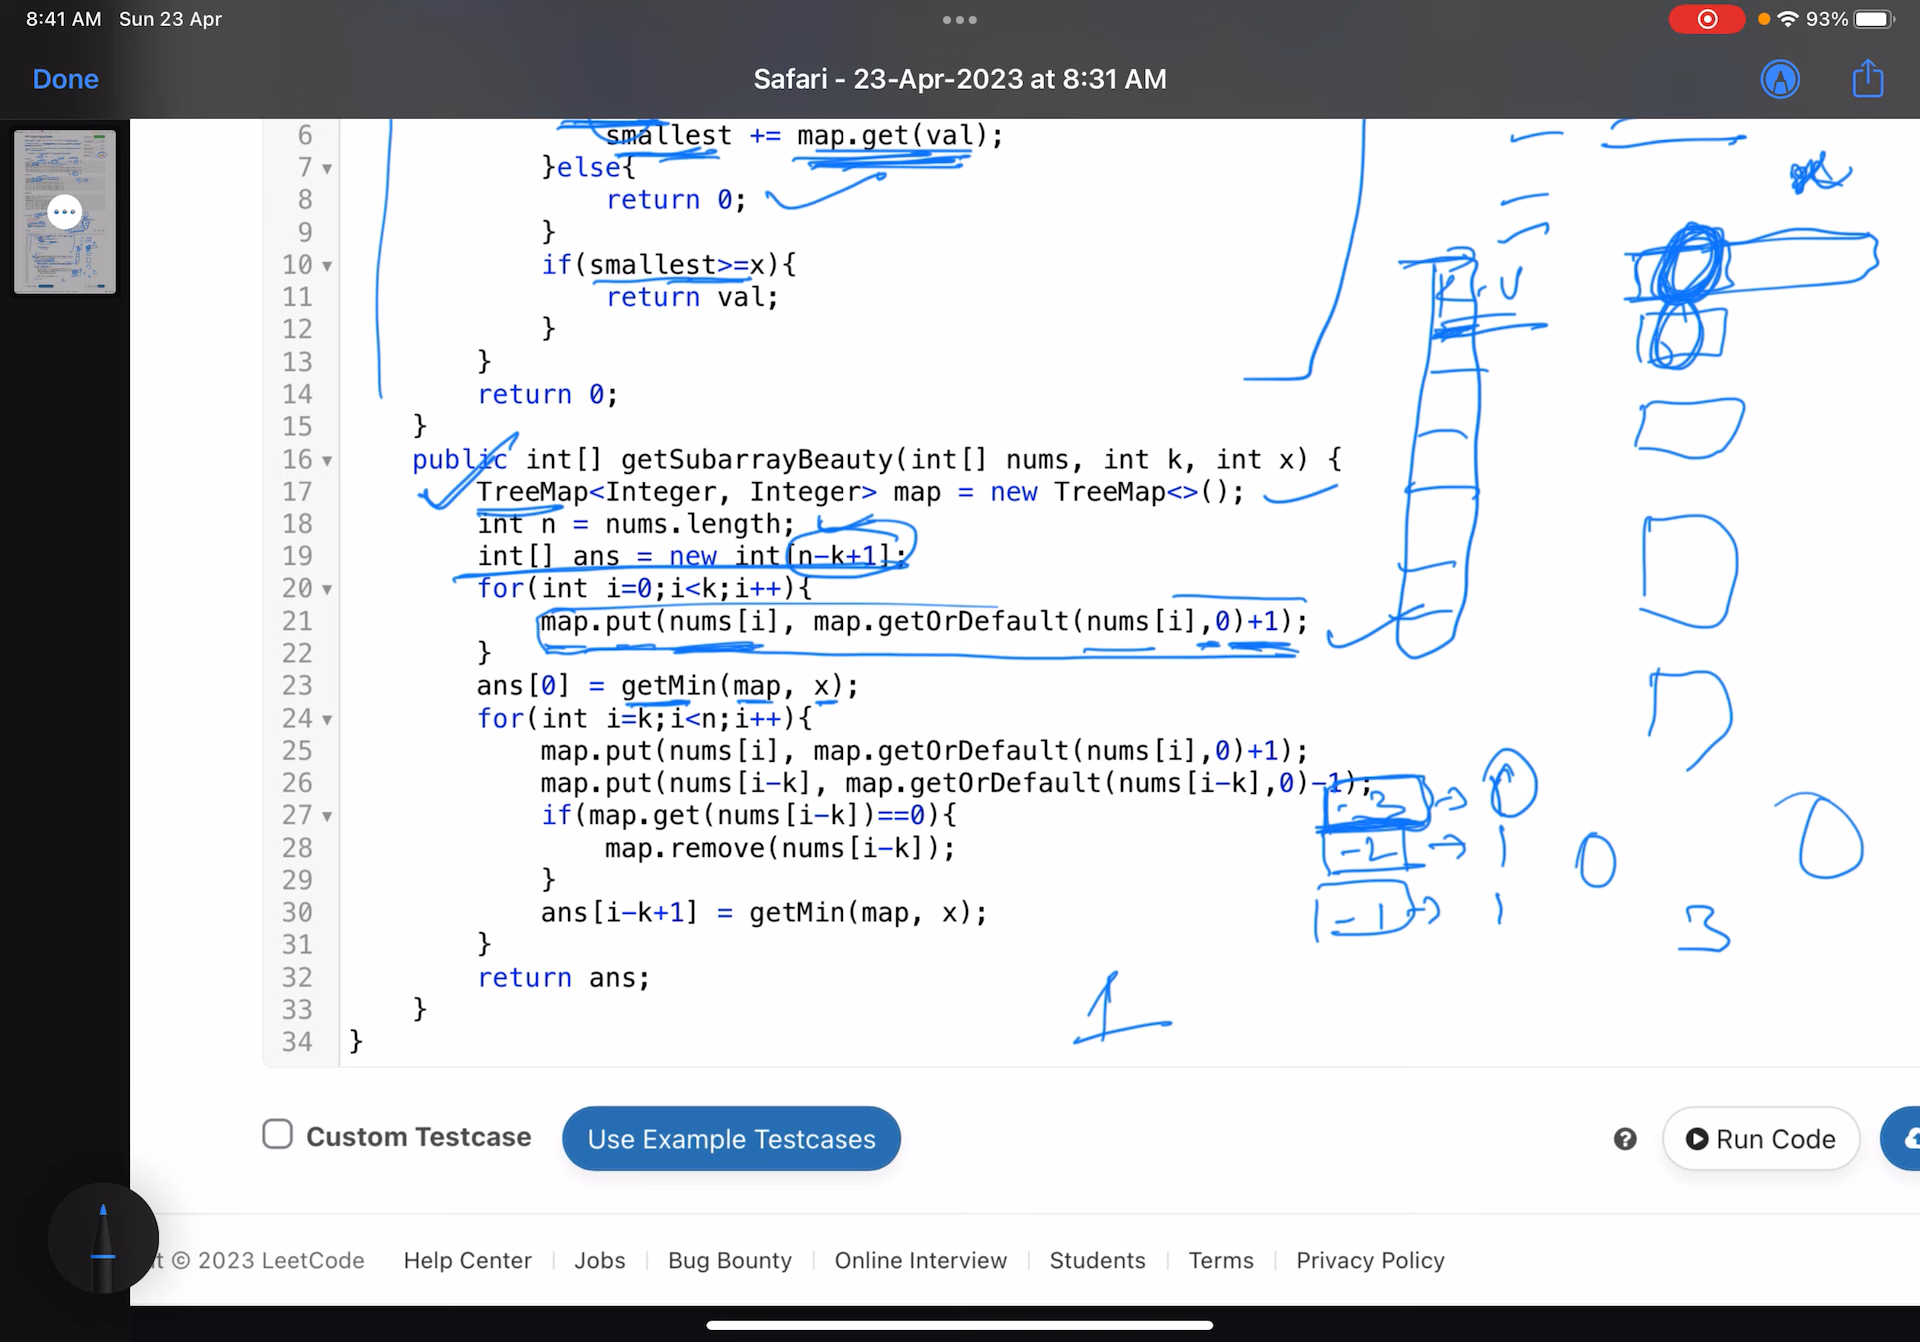 8:41 AM Sun 23 Apr
93%
Done
Safari - 23-Apr-2023 at 8:31 AM
6 smallest += map.get(val);
7 }else{
8 return 0;
9 }
10 if(smallest>=x){
11 return val;
12 }
13 }
14 return 0;
15 }
16 public int[] getSubarrayBeauty(int[] nums, int k, int x) {
17 TreeMap<Integer, Integer> map = new TreeMap<>();
18 int n = nums.length;
19 int[] ans = new int[n-k+1];
20 for(int i=0;i<k;i++){
21 map.put(nums[i], map.getOrDefault(nums[i],0)+1);
22 }
23 ans[0] = getMin(map, x);
24 for(int i=k;i<n;i++){
25 map.put(nums[i], map.getOrDefault(nums[i],0)+1);
26 map.put(nums[i-k], map.getOrDefault(nums[i-k],0)-1);
27 if(map.get(nums[i-k])==0){
28 map.remove(nums[i-k]);
29 }
30 ans[i-k+1] = getMin(map, x);
31 }
32 return ans;
33 }
34 }
-3 →
-2 → 1
-1 → 1
0
3
1
Custom Testcase
Use Example Testcases
Run Code
t © 2023 LeetCode
Help Center
Jobs
Bug Bounty
Online Interview
Students
Terms
Privacy Policy